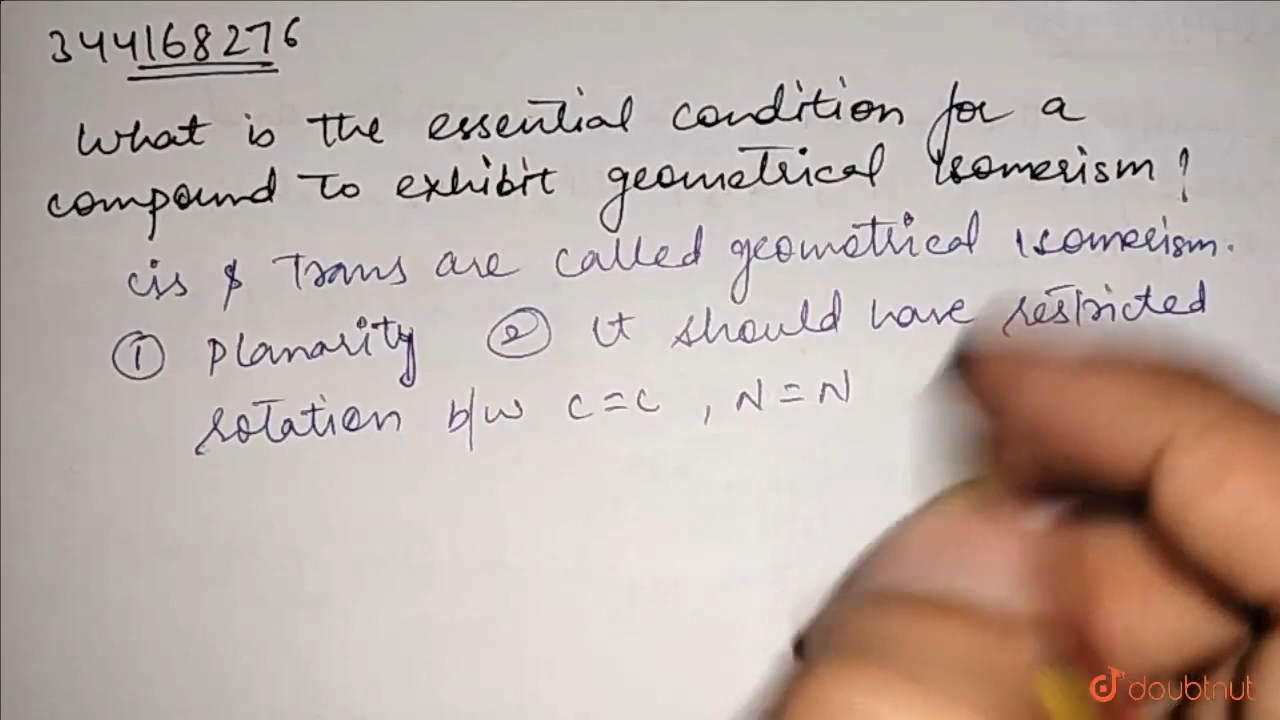 344168276
What is the essential condition for a
compound to exhibit geometrical isomerism?
cis & Trans are called geometrical isomerism.
① Planarity ② It should have restricted
rotation b/w C=C, N=N
doubtnut